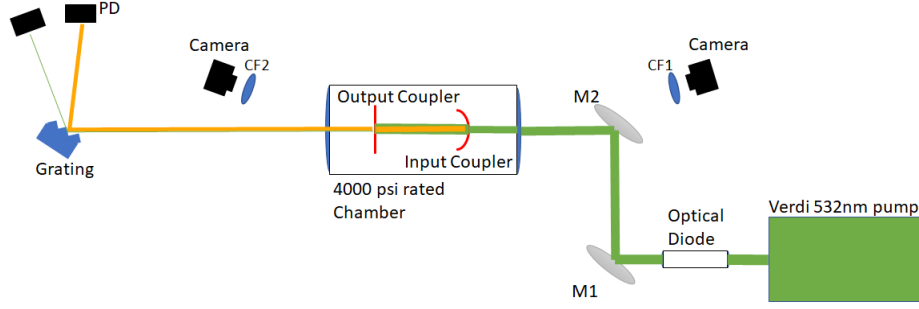 PD
Camera
CF2
Camera
CF1
Output Coupler
M2
Input Coupler
Grating
4000 psi rated
Chamber
Optical
Diode
Verdi 532nm pump
M1